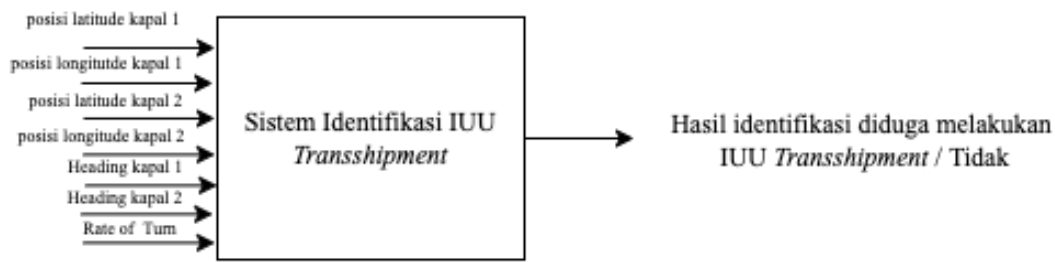 posisi latitude kapal 1
posisi longitutde kapal 1
posisi latitude kapal 2
posisi longitude kapal 2
Heading kapal 1
Heading kapal 2
Rate of Turn
Sistem Identifikasi IUU
Transshipment
Hasil identifikasi diduga melakukan
IUU Transshipment / Tidak